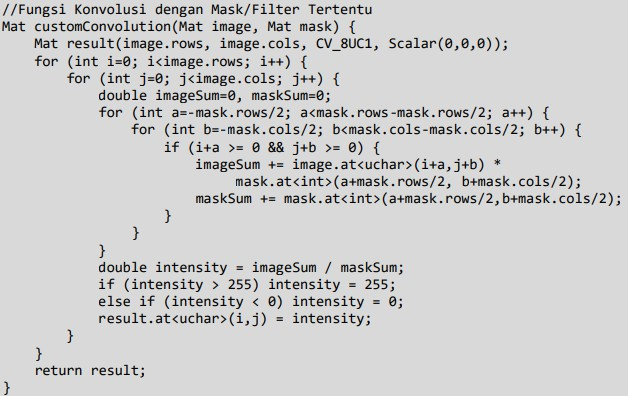 //Fungsi Konvolusi dengan Mask/Filter Tertentu
Mat customConvolution(Mat image, Mat mask) {
    Mat result(image.rows, image.cols, CV_8UC1, Scalar(0,0,0));
    for (int i=0; i<image.rows; i++) {
        for (int j=0; j<image.cols; j++) {
            double imageSum=0, maskSum=0;
            for (int a=-mask.rows/2; a<mask.rows-mask.rows/2; a++) {
                for (int b=-mask.cols/2; b<mask.cols-mask.cols/2; b++) {
                    if (i+a >= 0 && j+b >= 0) {
                        imageSum += image.at<uchar>(i+a,j+b) *
                             mask.at<int>(a+mask.rows/2, b+mask.cols/2);
                        maskSum += mask.at<int>(a+mask.rows/2,b+mask.cols/2);
                    }
                }
            }
            double intensity = imageSum / maskSum;
            if (intensity > 255) intensity = 255;
            else if (intensity < 0) intensity = 0;
            result.at<uchar>(i,j) = intensity;
        }
    }
    return result;
}